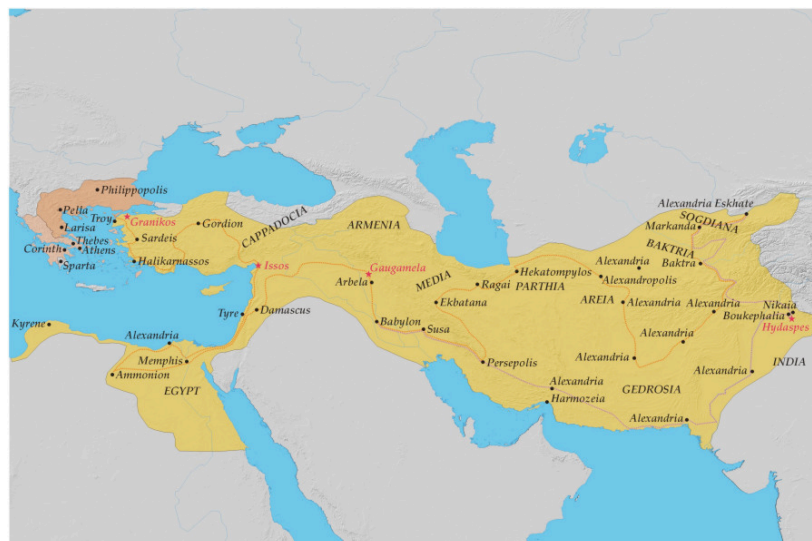 Philippopolis
Pella
Larisa
Thebes
Corinth
Athens
Sparta
Troy
Granikos
Sardeis
Gordion
Halikarnassos
CAPPADOCIA
ARMENIA
Issos
Gaugamela
Arbela
MEDIA
Tyre
Damascus
Babylon
Susa
Ekbatana
Ragai
Hekatompylos
PARTHIA
Persepolis
Kyrene
Alexandria
Memphis
Ammonion
EGYPT
Alexandria Eskhate
SOGDIANA
Markanda
BAKTRIA
Baktra
Alexandria
Alexandropolis
AREIA
Alexandria
Alexandria
Nikaia
Boukephalia
Hydaspes
Alexandria
Alexandria
Alexandria
INDIA
Alexandria
Harmozeia
GEDROSIA
Alexandria